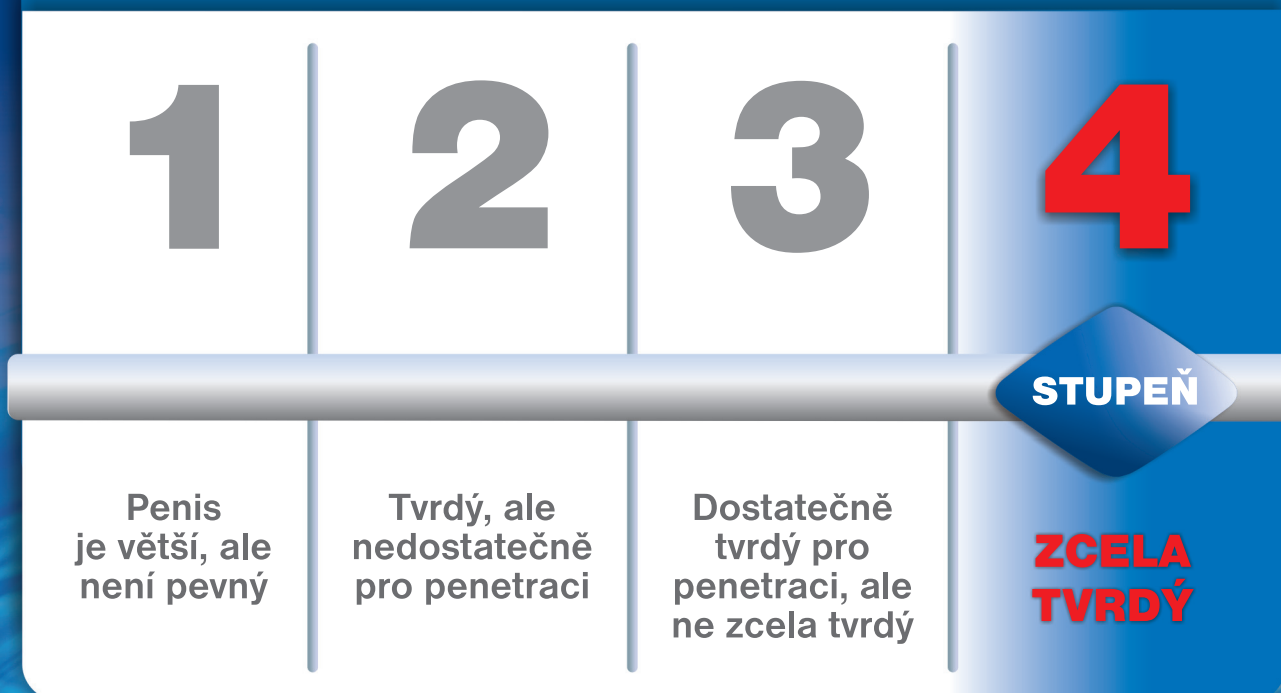 1
2
3
4
STUPEŇ
Penis
je větší, ale
není pevný
Tvrdý, ale
nedostatečně
pro penetraci
Dostatečně
tvrdý pro
penetraci, ale
ne zcela tvrdý
ZCELA
TVRDÝ